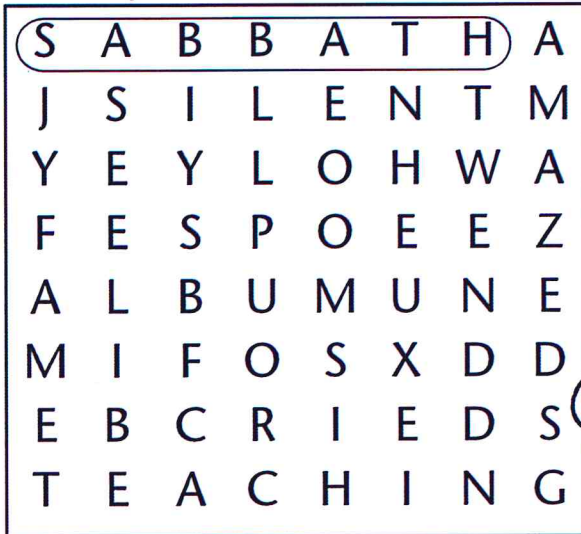 S A B B A T H A
J S I L E N T M
Y E Y L O H W A
F E S P O E E Z
A L B U M U N E
M I F O S X D D
E B C R I E D S
T E A C H I N G